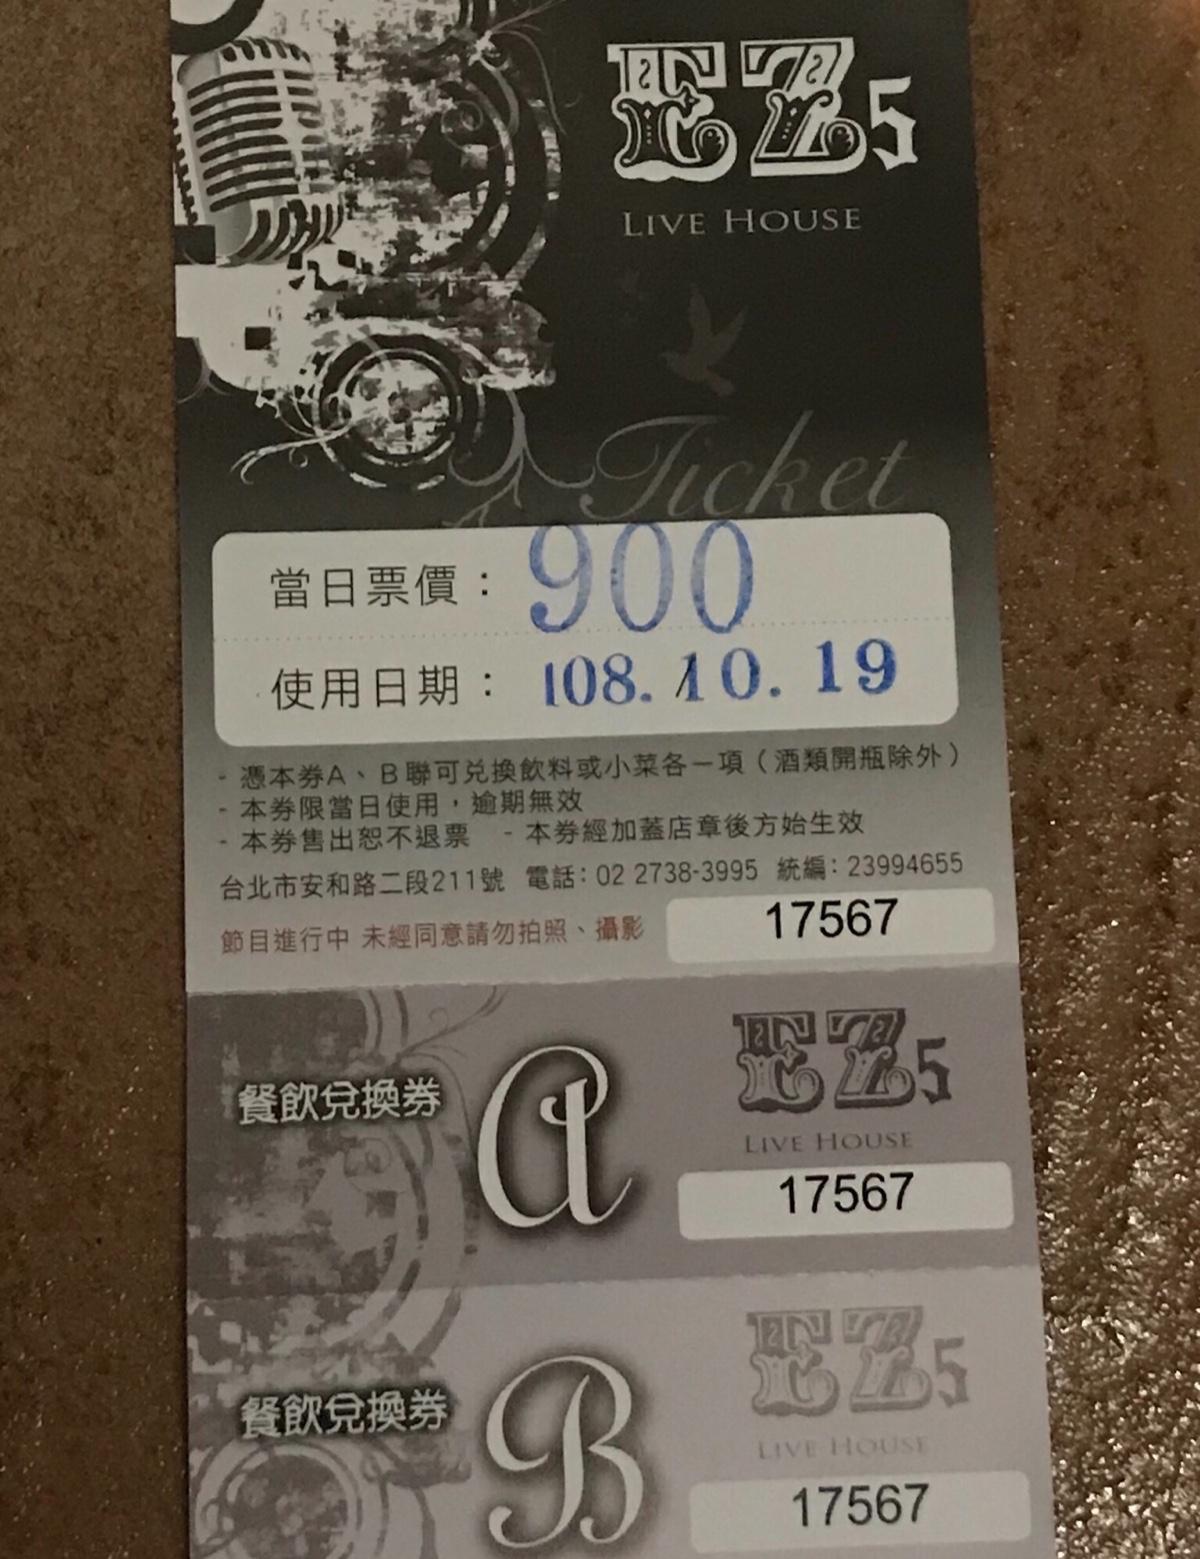 EZ5
LIVE HOUSE
Ticket
當日票價：900
使用日期：108.10.19
- 憑本券A、B聯可兌換飲料或小菜各一項（酒類開瓶除外）
- 本券限當日使用，逾期無效
- 本券售出恕不退票 - 本券經加蓋店章後方始生效
台北市安和路二段211號 電話：02 2738-3995 統編：23994655
節目進行中 未經同意請勿拍照、攝影 17567
餐飲兌換券 A EZ5
LIVE HOUSE
17567
餐飲兌換券 B EZ5
LIVE HOUSE
17567